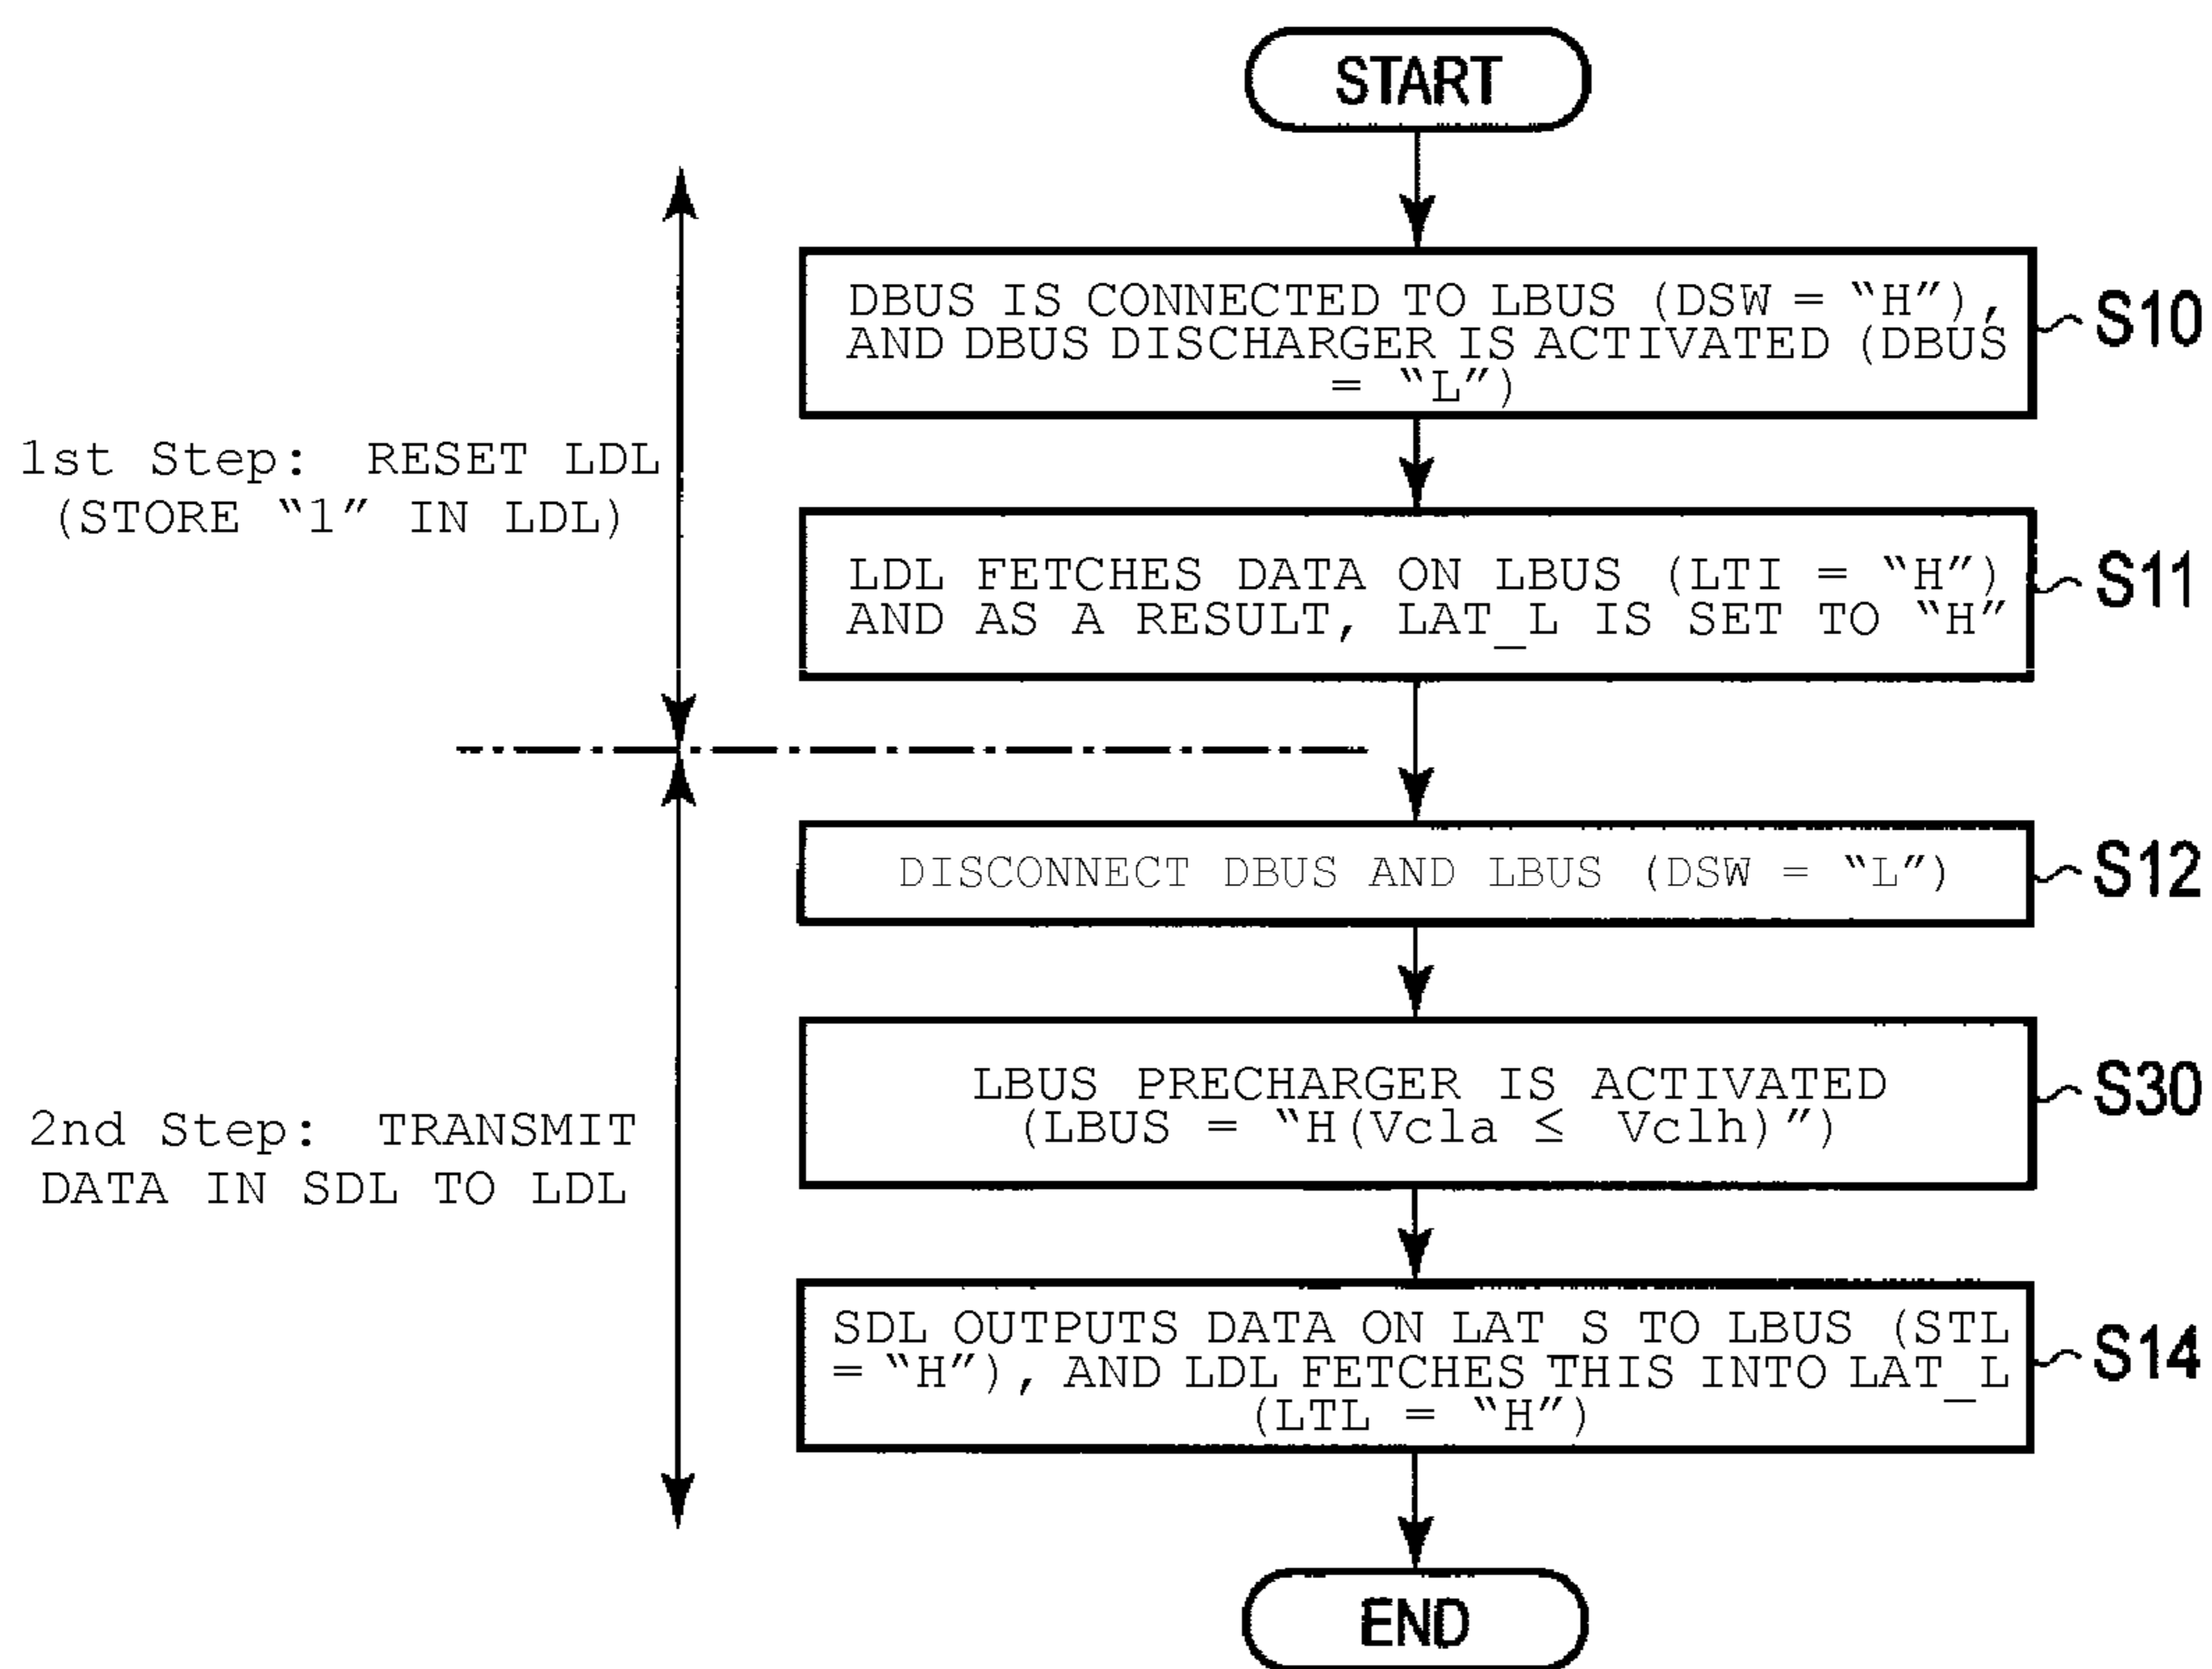 START
DBUS IS CONNECTED TO LBUS (DSW = “H”),
AND DBUS DISCHARGER IS ACTIVATED (DBUS
= “L”)
S10
1st Step: RESET LDL
(STORE “1” IN LDL)
LDL FETCHES DATA ON LBUS (LTI = “H”)
AND AS A RESULT, LAT_L IS SET TO “H”
S11
DISCONNECT DBUS AND LBUS (DSW = “L”)
S12
LBUS PRECHARGER IS ACTIVATED
(LBUS = “H(Vcla ≤ Vclh)”)
S30
2nd Step: TRANSMIT
DATA IN SDL TO LDL
SDL OUTPUTS DATA ON LAT_S TO LBUS (STL
= “H”), AND LDL FETCHES THIS INTO LAT_L
(LTL = “H”)
S14
END